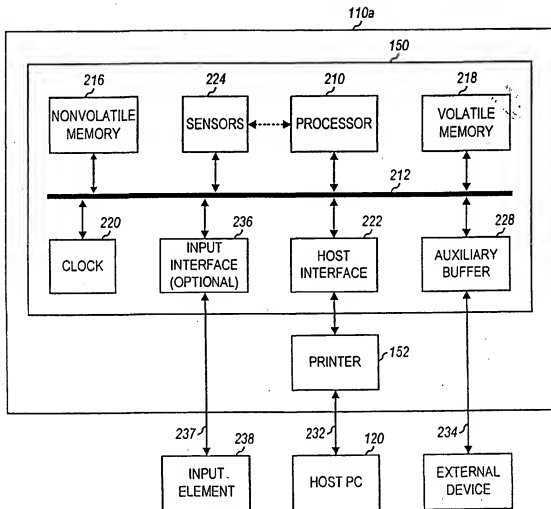 110a
150
216
224
210
218
NONVOLATILE
MEMORY
SENSORS
PROCESSOR
VOLATILE
MEMORY
212
220
236
222
228
CLOCK
INPUT
INTERFACE
(OPTIONAL)
HOST
INTERFACE
AUXILIARY
BUFFER
PRINTER
152
237
232
234
238
120
INPUT
ELEMENT
HOST PC
EXTERNAL
DEVICE